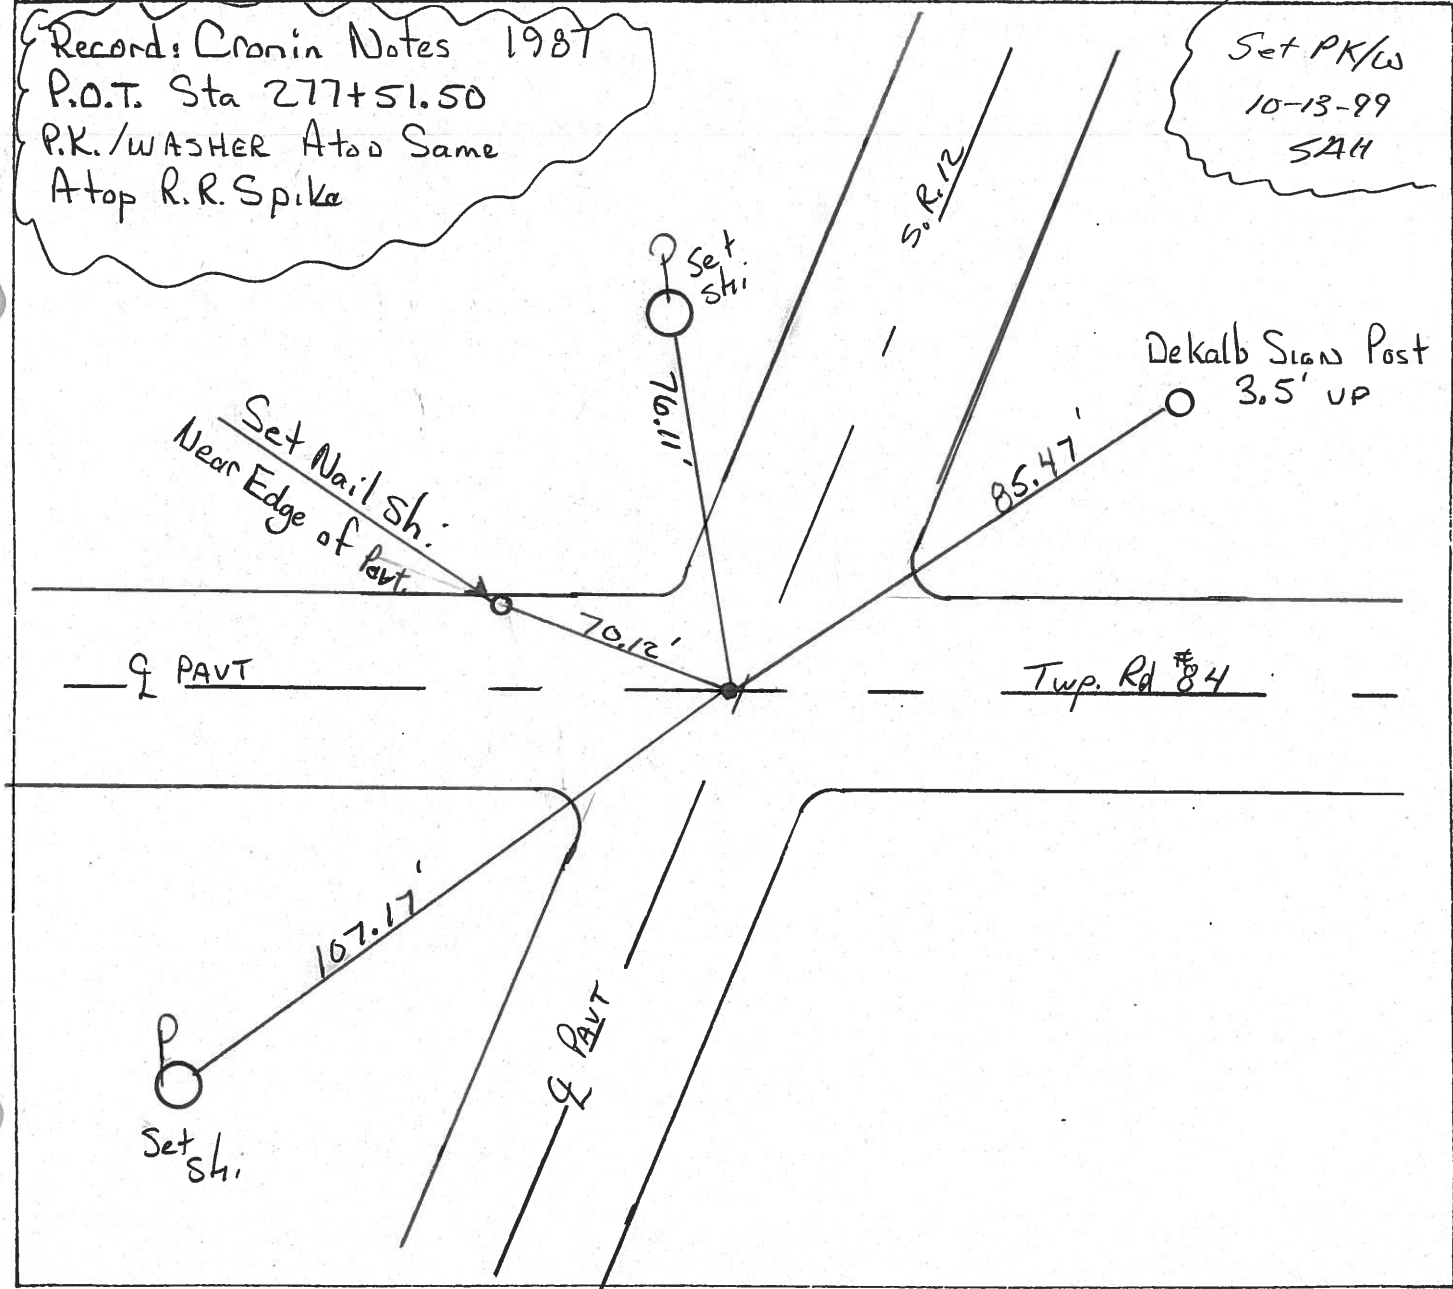 Record: Cronin Notes 1987
P.O.T. Sta 277+51.50
P.K./WASHER Atop Same
Atop R.R. Spike
Set PK/W
10-13-99
SAH
S.R. 12
P
Set
Sh.
76.11'
Dekalb SIGN Post
3.5' UP
85.47'
Set Nail Sh.
Near Edge of Pavt.
70.12'
℄ PAVT
Twp. Rd #84
107.17'
P
Set
Sh.
℄ PAVT